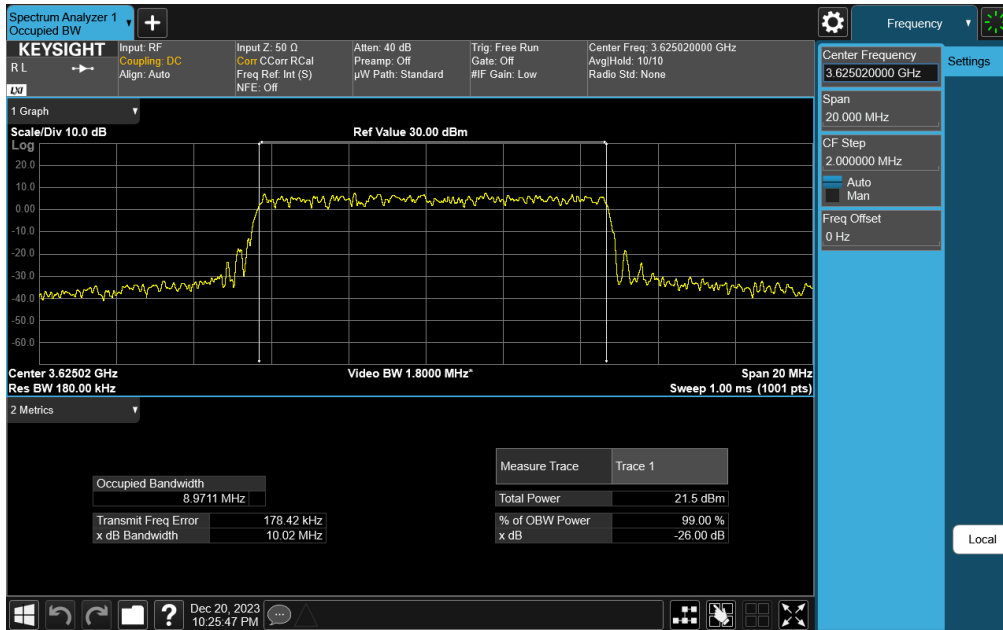 Spectrum Analyzer 1
Occupied BW
Frequency
KEYSIGHT
R L
LXI
Input: RF
Coupling: DC
Align: Auto
Input Z: 50 Ω
Corr CCorr RCal
Freq Ref: Int (S)
NFE: Off
Atten: 40 dB
Preamp: Off
µW Path: Standard
Trig: Free Run
Gate: Off
#IF Gain: Low
Center Freq: 3.625020000 GHz
Avg|Hold: 10/10
Radio Std: None
Center Frequency
3.625020000 GHz
Settings
Span
20.000 MHz
CF Step
2.000000 MHz
Auto
Man
Freq Offset
0 Hz
Local
1 Graph
Scale/Div 10.0 dB
Ref Value 30.00 dBm
Log
20.0
10.0
0.00
-10.0
-20.0
-30.0
-40.0
-50.0
-60.0
Center 3.62502 GHz
Video BW 1.8000 MHz*
Span 20 MHz
Res BW 180.00 kHz
Sweep 1.00 ms (1001 pts)
2 Metrics
Occupied Bandwidth
8.9711 MHz
Transmit Freq Error 178.42 kHz
x dB Bandwidth 10.02 MHz
Measure Trace Trace 1
Total Power 21.5 dBm
% of OBW Power 99.00 %
x dB -26.00 dB
Dec 20, 2023
10:25:47 PM